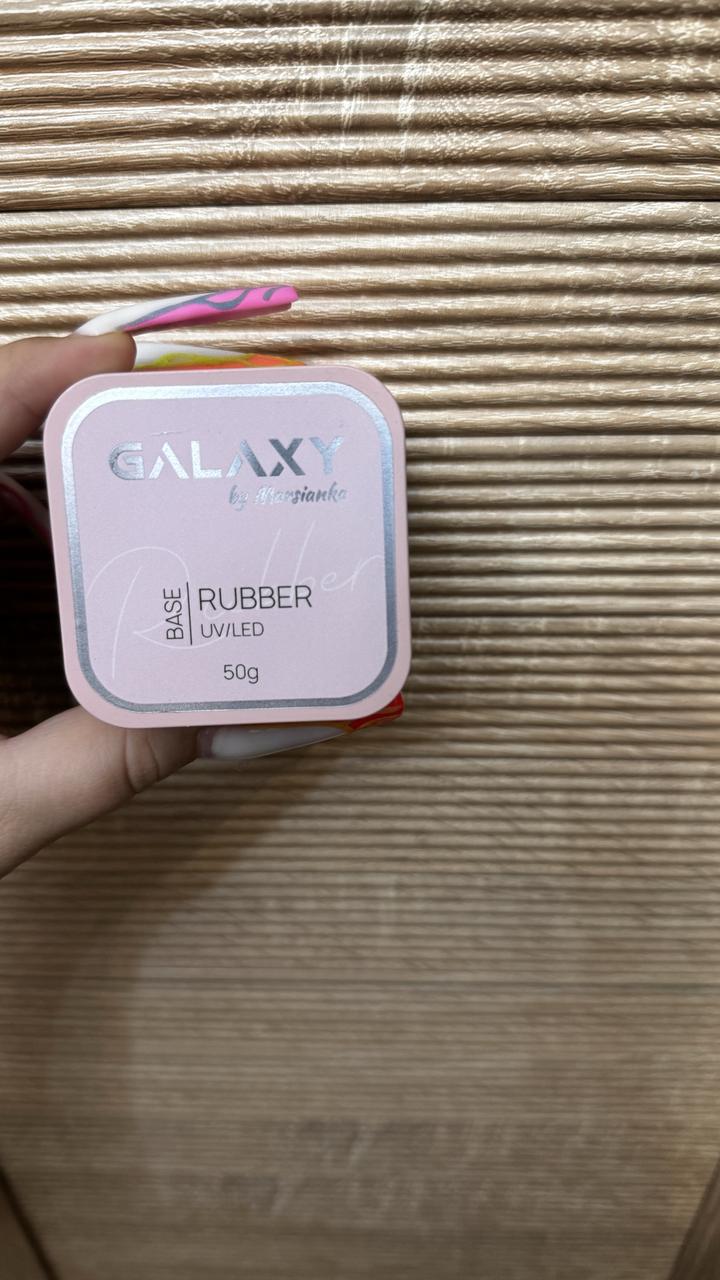 GALAXY
by Marsianka
Rubber
BASE
RUBBER
UV/LED
50g